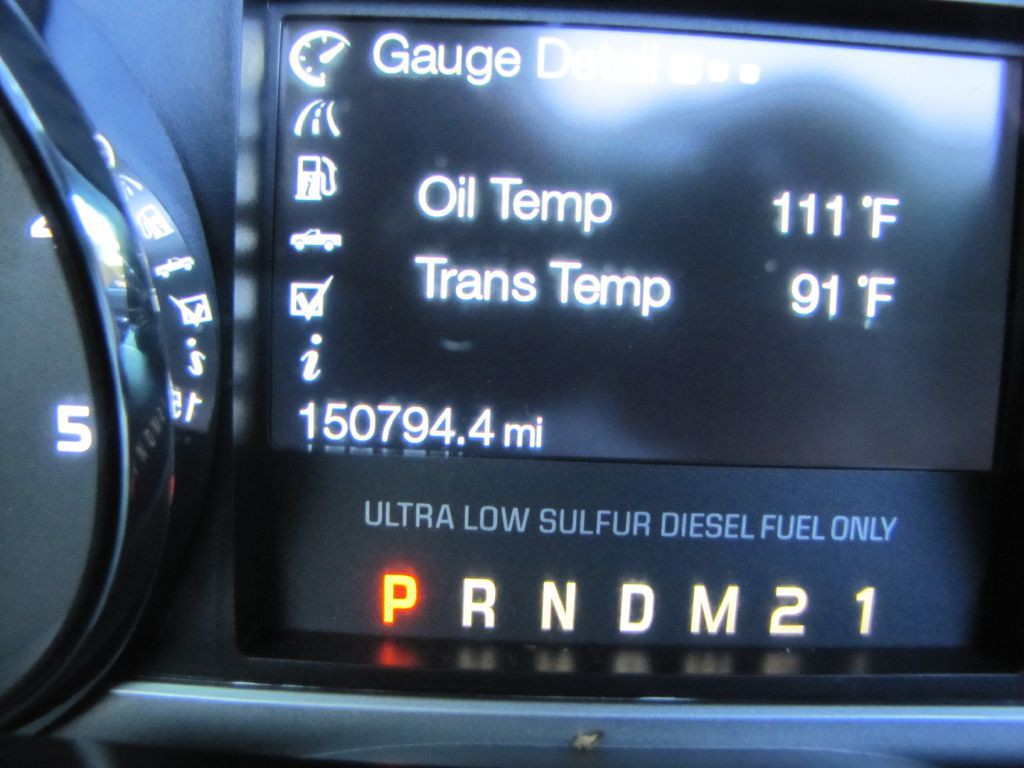 Gauge Detail
Oil Temp 111 °F
Trans Temp 91 °F
i
150794.4 mi
5
ULTRA LOW SULFUR DIESEL FUEL ONLY
P R N D M 2 1